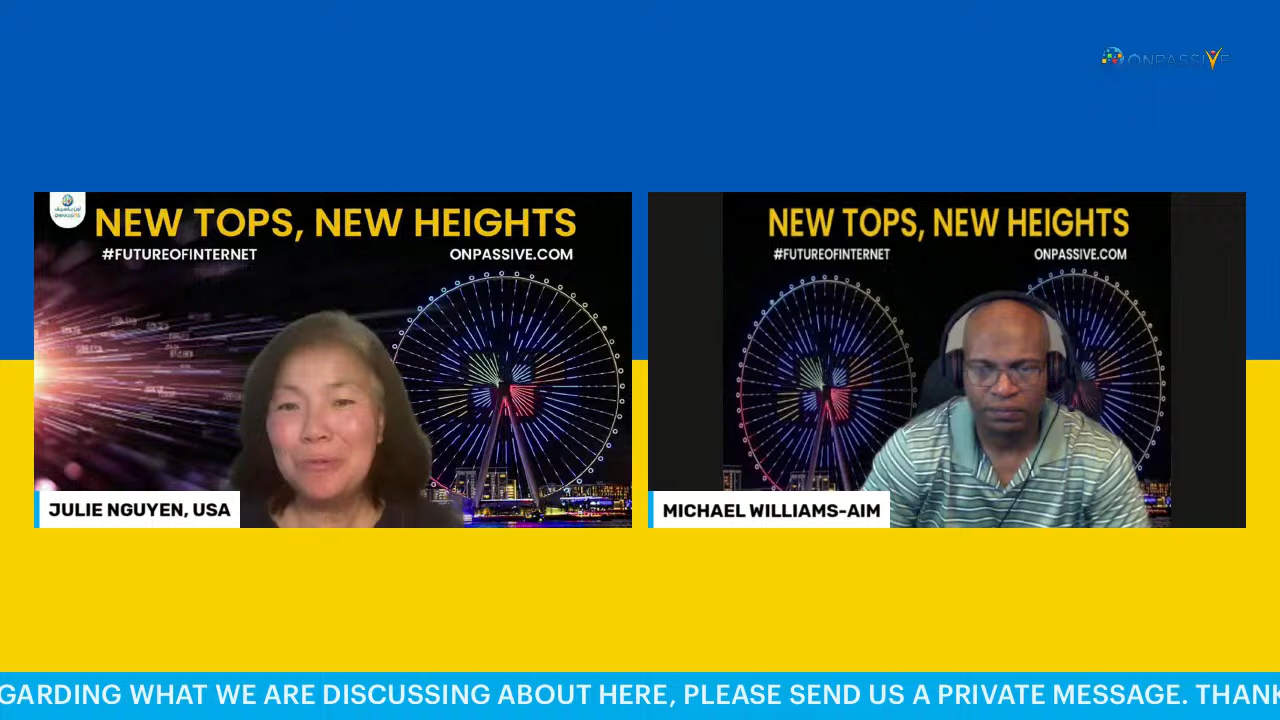 ONPASSIVE
NEW TOPS, NEW HEIGHTS
#FUTUREOFINTERNET
ONPASSIVE.COM
JULIE NGUYEN, USA
NEW TOPS, NEW HEIGHTS
#FUTUREOFINTERNET
ONPASSIVE.COM
MICHAEL WILLIAMS-AIM
GARDING WHAT WE ARE DISCUSSING ABOUT HERE, PLEASE SEND US A PRIVATE MESSAGE. THANK